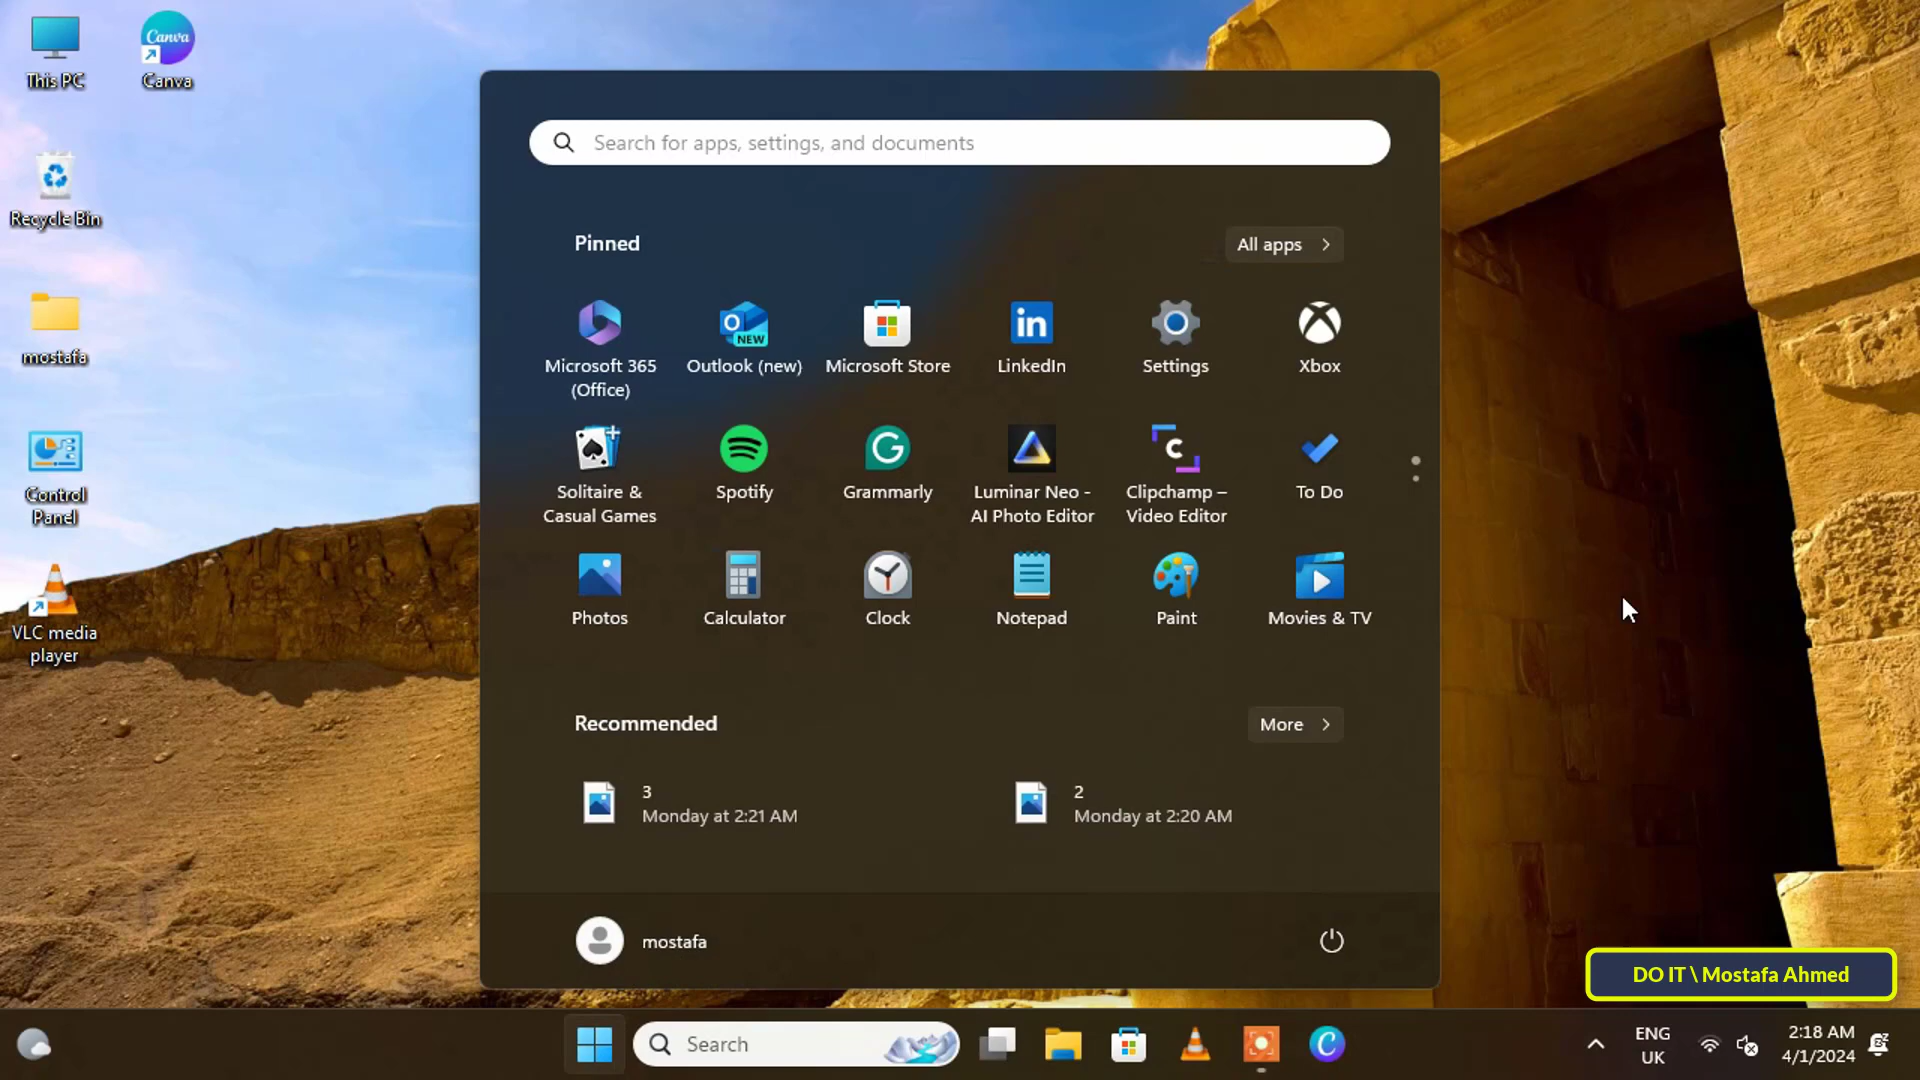 This PC
Canva
Canva
Recycle Bin
mostafa
Control
Panel
VLC media
player
Search for apps, settings, and documents
Pinned
All apps
NEW
in
Microsoft 365
(Office)
Outlook (new)
Microsoft Store
LinkedIn
Settings
Xbox
Solitaire &
Casual Games
Spotify
Grammarly
Luminar Neo -
AI Photo Editor
Clipchamp –
Video Editor
To Do
Photos
Calculator
Clock
Notepad
Paint
Movies & TV
Recommended
More
3
Monday at 2:21 AM
2
Monday at 2:20 AM
mostafa
DO IT \ Mostafa Ahmed
Search
ENG
UK
2:18 AM
4/1/2024